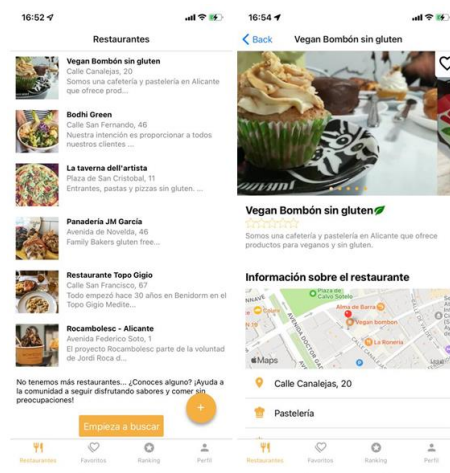 16:52
Restaurantes
Vegan Bombón sin gluten
Calle Canalejas, 20
Somos una cafetería y pastelería en Alicante
que ofrece prod...
Bodhi Green
Calle San Fernando, 46
Nuestra intención es proporcionar a todos
nuestros clientes ...
La taverna dell'artista
Plaza de San Cristobal, 11
Entrantes, pastas y pizzas sin gluten. ...
Panadería JM García
Avenida de Novelda, 46
Family Bakers gluten free...
Restaurante Topo Gigio
Calle San Francisco, 67
Todo empezó hace 30 años en Benidorm en el
Topo Gigio Medite...
Rocambolesc - Alicante
Avenida Federico Soto, 1
El proyecto Rocambolesc parte de la voluntad
de Jordi Roca d...
No tenemos más restaurantes... ¿Conoces alguno? ¡Ayuda a
la comunidad a seguir disfrutando sabores y comer sin
preocupaciones!
+
Empieza a buscar
Restaurantes
Favoritos
Ranking
Perfil
16:54
Back
Vegan Bombón sin gluten
Vegan Bombón sin gluten
Somos una cafetería y pastelería en Alicante que ofrece
productos para veganos y sin gluten.
Información sobre el restaurante
Plaza de
Calvo Sotelo
Alma de Barra
Vegan bombon
La Boneria
AVENIDA DOCTOR GA
Maps
Legal
Calle Canalejas, 20
Pastelería
Restaurantes
Favoritos
Ranking
Perfil